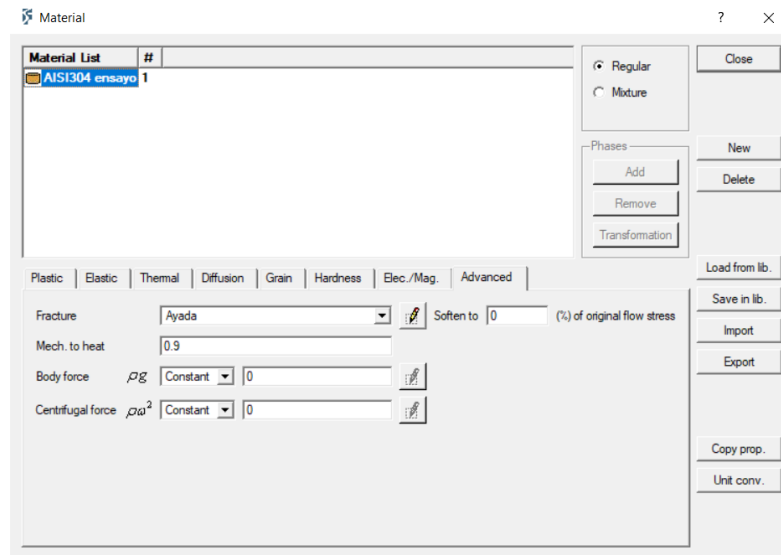 Material
? ×
Material List #
AISI304 ensayo 1
Regular
Mixture
Phases
Add
Remove
Transformation
Close
New
Delete
Load from lib.
Save in lib.
Import
Export
Copy prop.
Unit conv.
Plastic Elastic Thermal Diffusion Grain Hardness Elec./Mag. Advanced
Fracture Ayada Soften to 0 (%) of original flow stress
Mech. to heat 0.9
Body force ρg Constant 0
Centrifugal force ρω² Constant 0